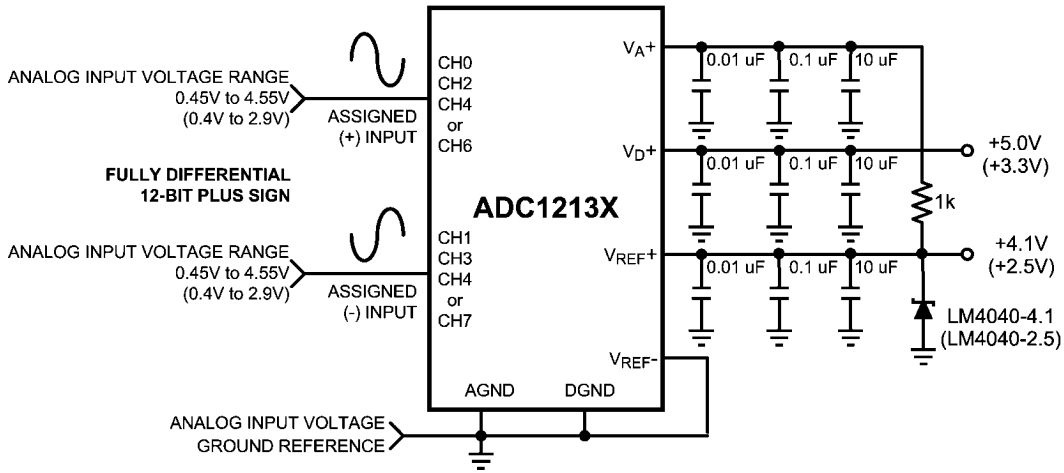 ANALOG INPUT VOLTAGE RANGE
0.45V to 4.55V
(0.4V to 2.9V)
ASSIGNED
(+) INPUT
FULLY DIFFERENTIAL
12-BIT PLUS SIGN
ANALOG INPUT VOLTAGE RANGE
0.45V to 4.55V
(0.4V to 2.9V)
ASSIGNED
(-) INPUT
CH0
CH2
CH4
or
CH6
ADC1213X
CH1
CH3
CH4
or
CH7
AGND
DGND
ANALOG INPUT VOLTAGE
GROUND REFERENCE
VA+
0.01 uF
0.1 uF
10 uF
VD+
0.01 uF
0.1 uF
10 uF
+5.0V
(+3.3V)
1k
VREF+
0.01 uF
0.1 uF
10 uF
+4.1V
(+2.5V)
LM4040-4.1
(LM4040-2.5)
VREF-